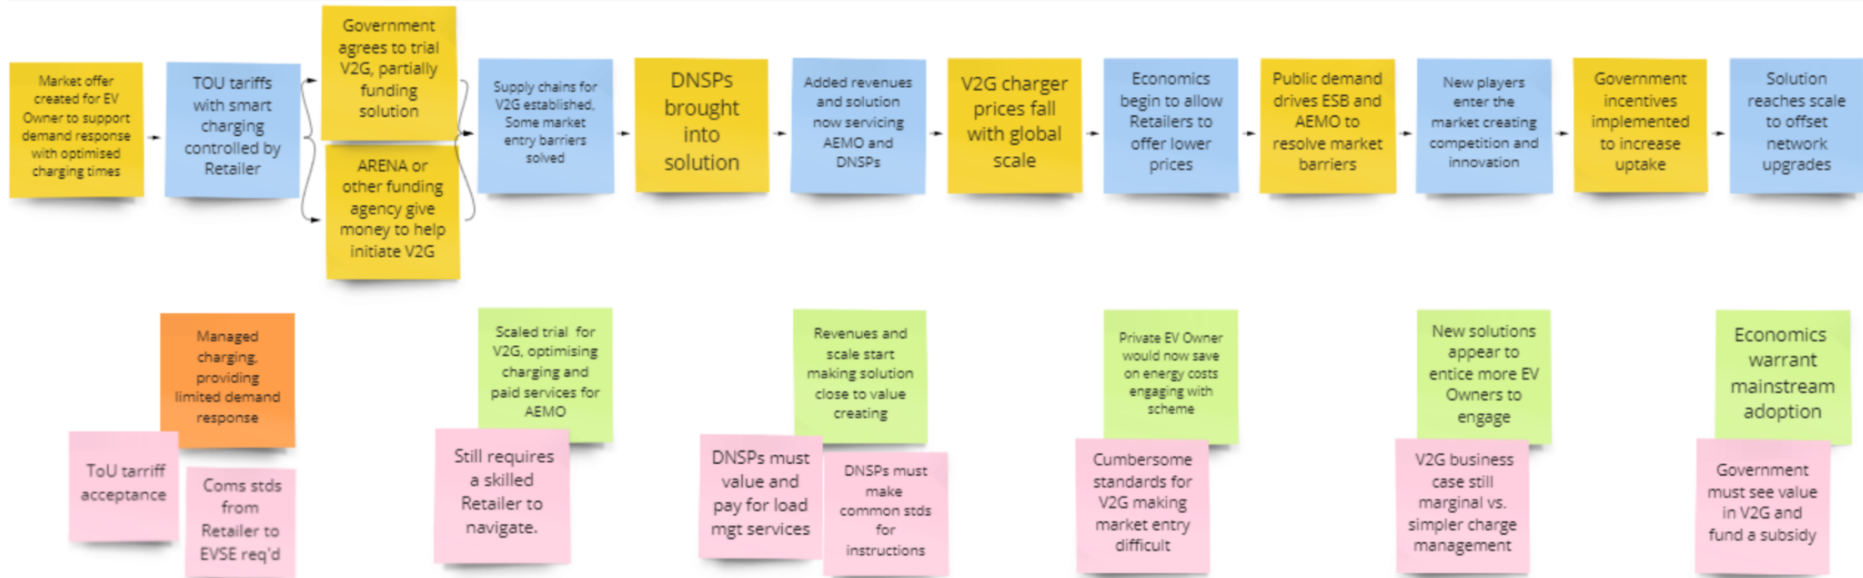 Market offer
created for EV
Owner to support
demand response
with optimised
charging times
TOU tariffs
with smart
charging
controlled by
Retailer
Government
agrees to trial
V2G, partially
funding
solution
ARENA or
other funding
agency give
money to help
initiate V2G
Supply chains for
V2G established.
Some market
entry barriers
solved
DNSPs
brought
into
solution
Added revenues
and solution
now servicing
AEMO and
DNSPs
V2G charger
prices fall
with global
scale
Economics
begin to allow
Retailers to
offer lower
prices
Public demand
drives ESB and
AEMO to
resolve market
barriers
New players
enter the
market creating
competition and
innovation
Government
incentives
implemented
to increase
uptake
Solution
reaches scale
to offset
network
upgrades
Managed
charging,
providing
limited demand
response
ToU tarriff
acceptance
Coms stds
from
Retailer to
EVSE req'd
Scaled trial for
V2G, optimising
charging and
paid services for
AEMO
Still requires
a skilled
Retailer to
navigate.
Revenues and
scale start
making solution
close to value
creating
DNSPs must
value and
pay for load
mgt services
DNSPs must
make
common stds
for
instructions
Private EV Owner
would now save
on energy costs
engaging with
scheme
Cumbersome
standards for
V2G making
market entry
difficult
New solutions
appear to
entice more EV
Owners to
engage
V2G business
case still
marginal vs.
simpler charge
management
Economics
warrant
mainstream
adoption
Government
must see value
in V2G and
fund a subsidy